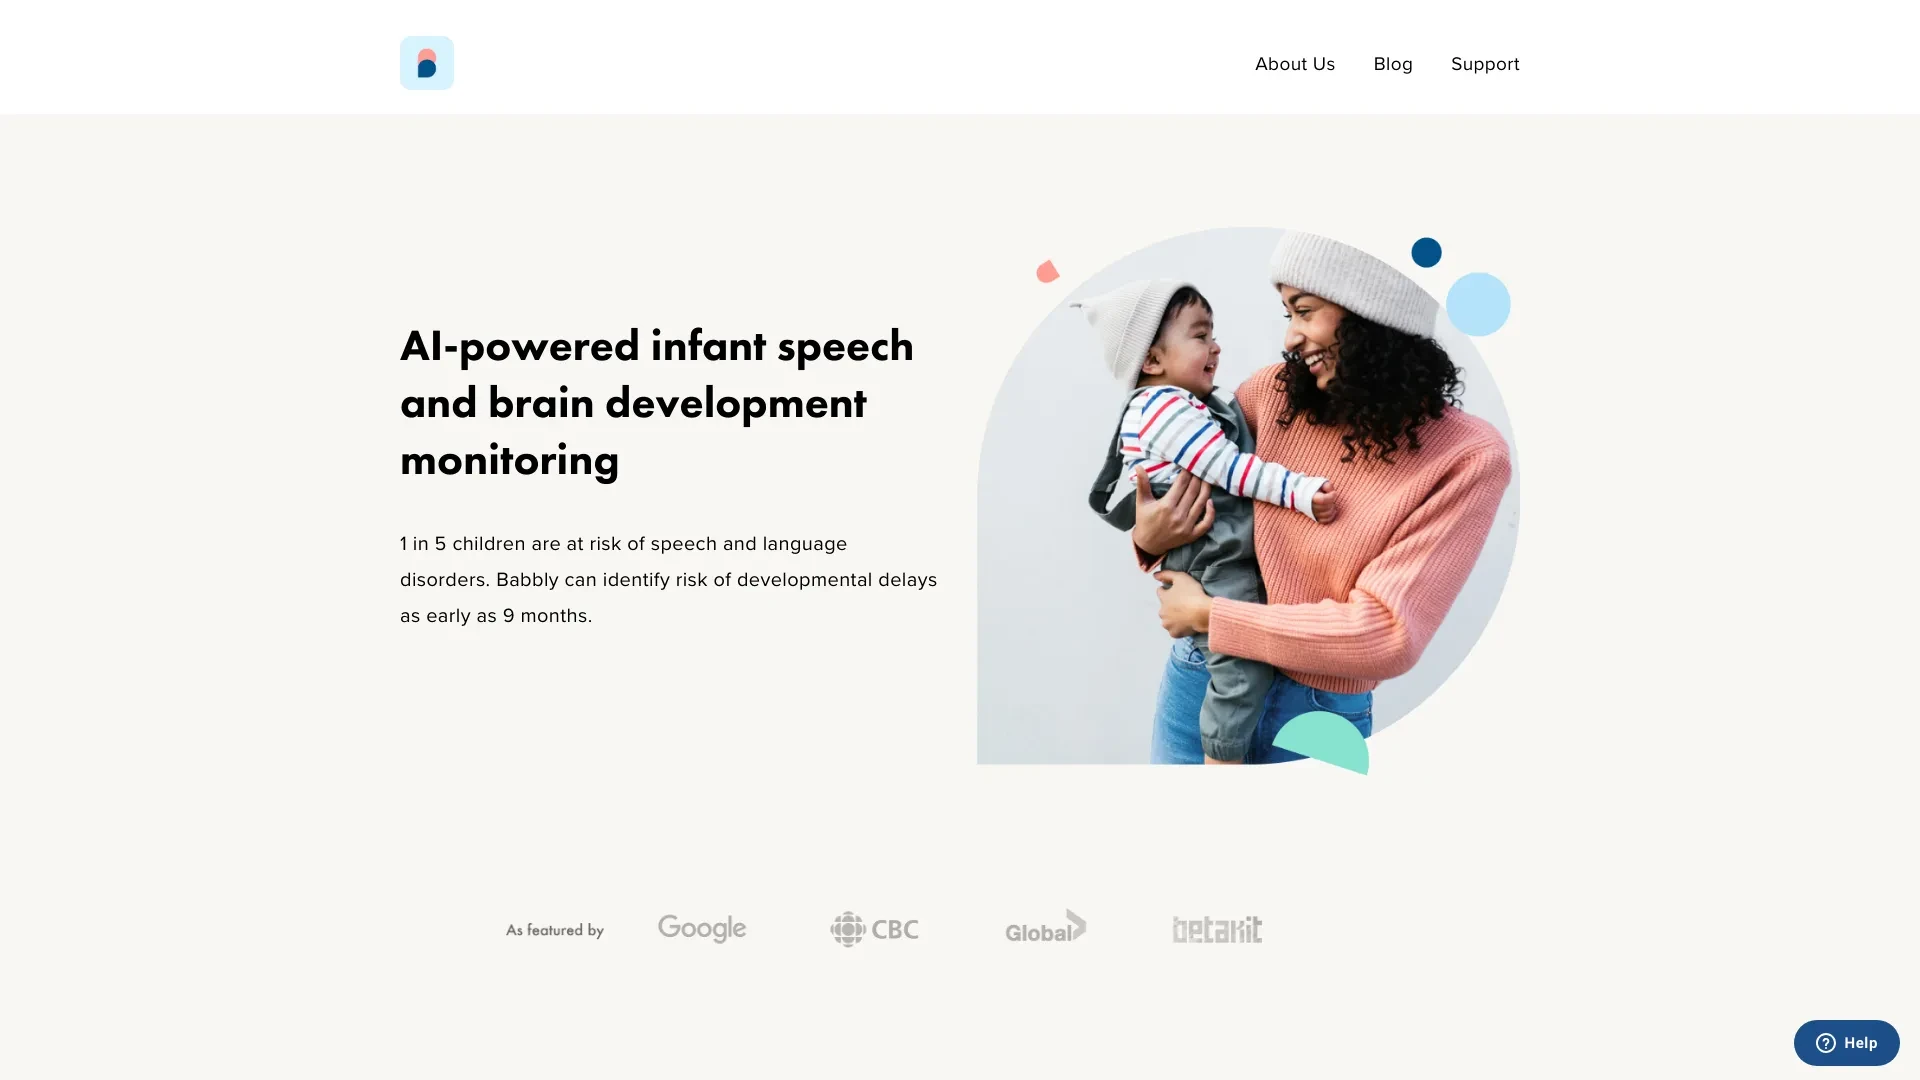 About Us
Blog
Support
AI-powered infant speech
and brain development
monitoring
1 in 5 children are at risk of speech and language
disorders. Babbly can identify risk of developmental delays
as early as 9 months.
As featured by
Google
CBC
Global
betakit
Help